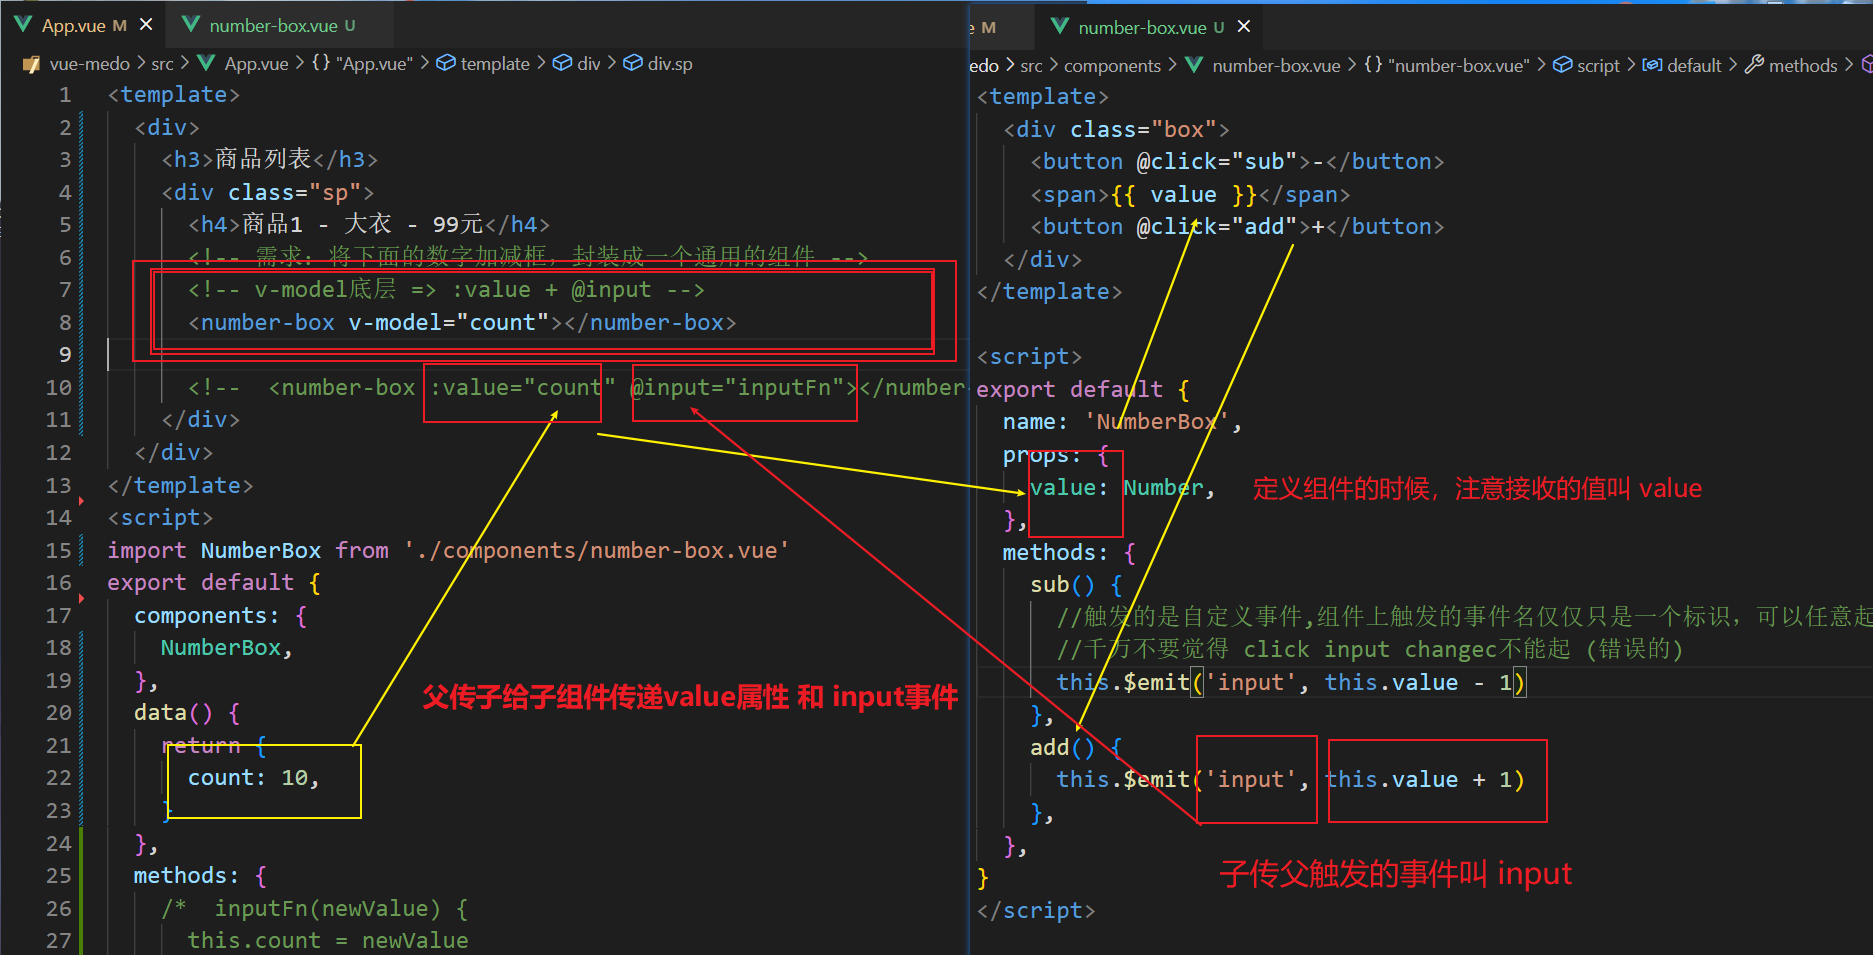 App.vue M ×
number-box.vue U
vue-medo > src > App.vue > {} "App.vue" > template > div > div.sp
1 <template>
2 <div>
3 <h3>商品列表</h3>
4 <div class="sp">
5 <h4>商品1 - 大衣 - 99元</h4>
6 <!-- 需求: 将下面的数字加减框, 封装成一个通用的组件 -->
7 <!-- v-model底层 => :value + @input -->
8 <number-box v-model="count"></number-box>
9
10 <!-- <number-box :value="count" @input="inputFn"></number-
11 </div>
12 </div>
13 </template>
14 <script>
15 import NumberBox from './components/number-box.vue'
16 export default {
17 components: {
18 NumberBox,
19 },
20 data() {
21 return {
22 count: 10,
23 }
24 },
25 methods: {
26 /* inputFn(newValue) {
27 this.count = newValue
父传子给子组件传递value属性 和 input事件
e M
number-box.vue U ×
edo > src > components > number-box.vue > {} "number-box.vue" > script > default > methods >
<template>
<div class="box">
<button @click="sub">-</button>
<span>{{ value }}</span>
<button @click="add">+</button>
</div>
</template>
<script>
export default {
name: 'NumberBox',
props: {
value: Number,
定义组件的时候, 注意接收的值叫 value
},
methods: {
sub() {
//触发的是自定义事件,组件上触发的事件名仅仅只是一个标识, 可以任意起
//千万不要觉得 click input changec不能起 (错误的)
this.$emit('input', this.value - 1)
},
add() {
this.$emit('input', this.value + 1)
},
},
}
子传父触发的事件叫 input
</script>